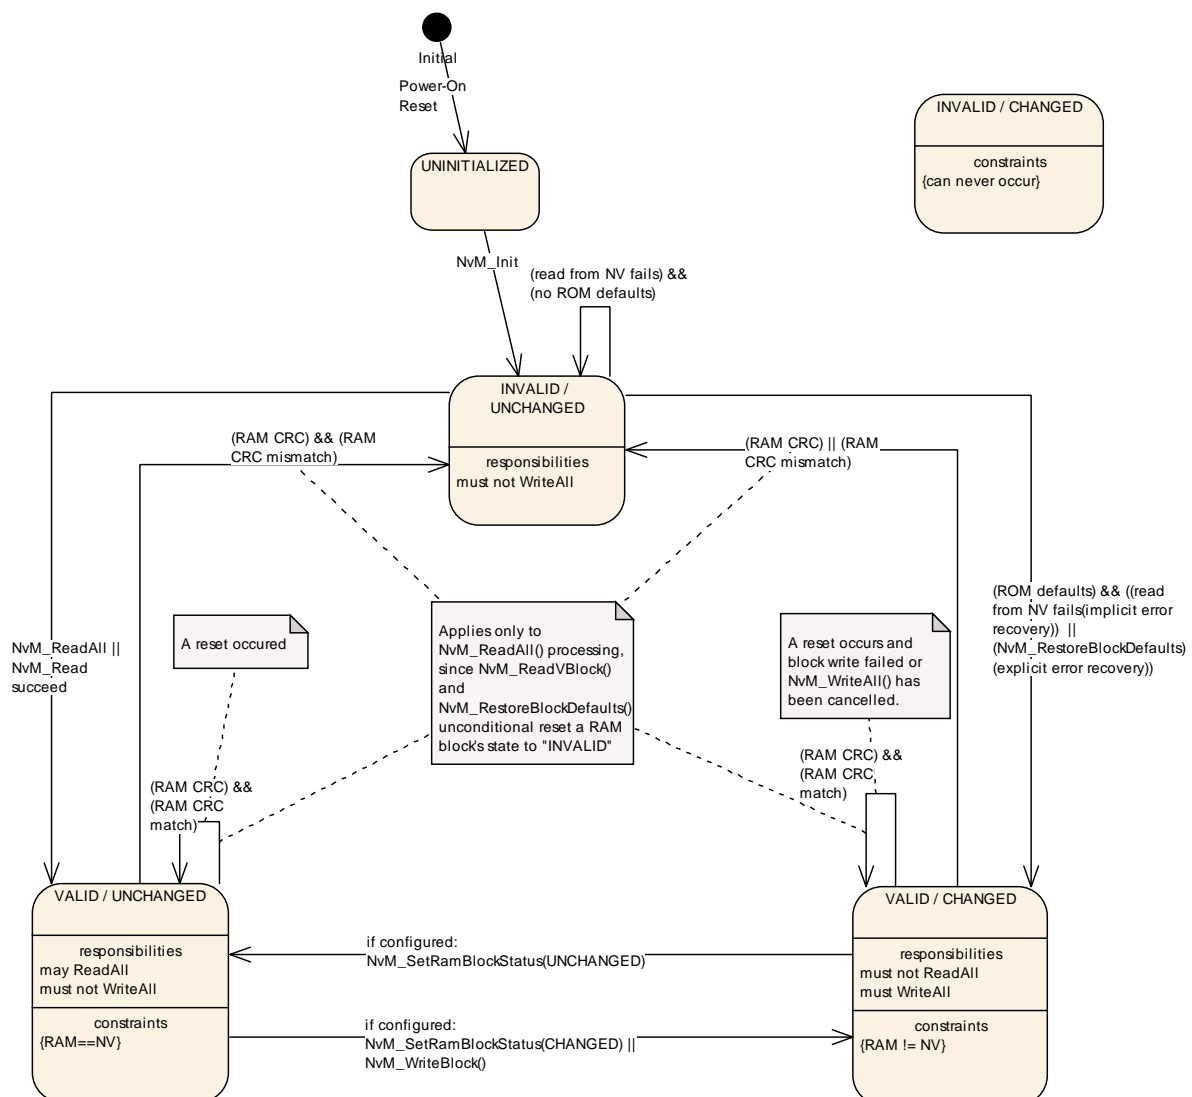 Initial
Power-On
Reset
INVALID / CHANGED
constraints
{can never occur}
UNINITIALIZED
NvM_Init
(read from NV fails) &&
(no ROM defaults)
INVALID /
UNCHANGED
responsibilities
must not WriteAll
(RAM CRC) && (RAM
CRC mismatch)
(RAM CRC) || (RAM
CRC mismatch)
(ROM defaults) && ((read
from NV fails(implicit error
recovery)) ||
(NvM_RestoreBlockDefaults)
(explicit error recovery))
A reset occured
Applies only to
NvM_ReadAll() processing,
since NvM_ReadVBlock()
and
NvM_RestoreBlockDefaults()
unconditional reset a RAM
block's state to "INVALID"
A reset occurs and
block write failed or
NvM_WriteAll() has
been cancelled.
NvM_ReadAll ||
NvM_Read
succeed
(RAM CRC) &&
(RAM CRC
match)
(RAM CRC) &&
(RAM CRC
match)
VALID / UNCHANGED
responsibilities
may ReadAll
must not WriteAll
constraints
{RAM==NV}
if configured:
NvM_SetRamBlockStatus(UNCHANGED)
if configured:
NvM_SetRamBlockStatus(CHANGED) ||
NvM_WriteBlock()
VALID / CHANGED
responsibilities
must not ReadAll
must WriteAll
constraints
{RAM != NV}